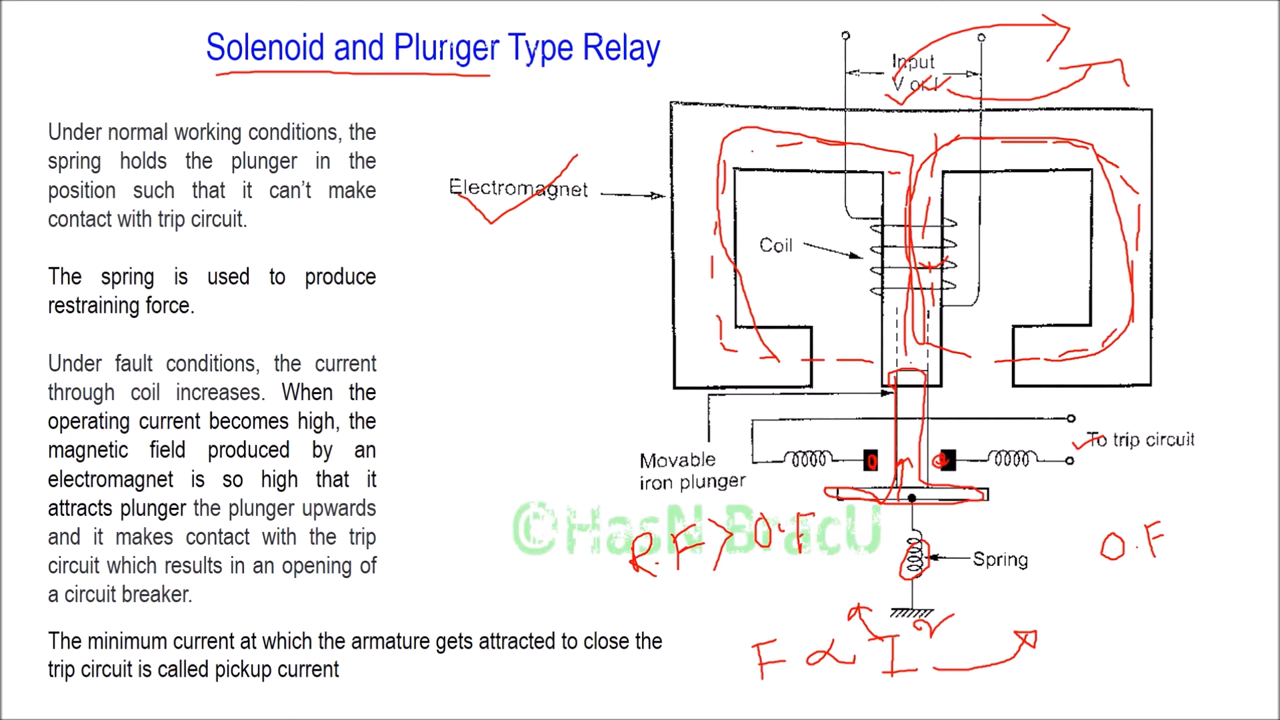 Solenoid and Plunger Type Relay
Under normal working conditions, the
spring holds the plunger in the
position such that it can't make
contact with trip circuit.
The spring is used to produce
restraining force.
Under fault conditions, the current
through coil increases. When the
operating current becomes high, the
magnetic field produced by an
electromagnet is so high that it
attracts plunger the plunger upwards
and it makes contact with the trip
circuit which results in an opening of
a circuit breaker.
The minimum current at which the armature gets attracted to close the
trip circuit is called pickup current
Input
V or I
Electromagnet
Coil
To trip circuit
Movable
iron plunger
©HasN BracU
R.F > O.F
O.F
Spring
F ∝ I²